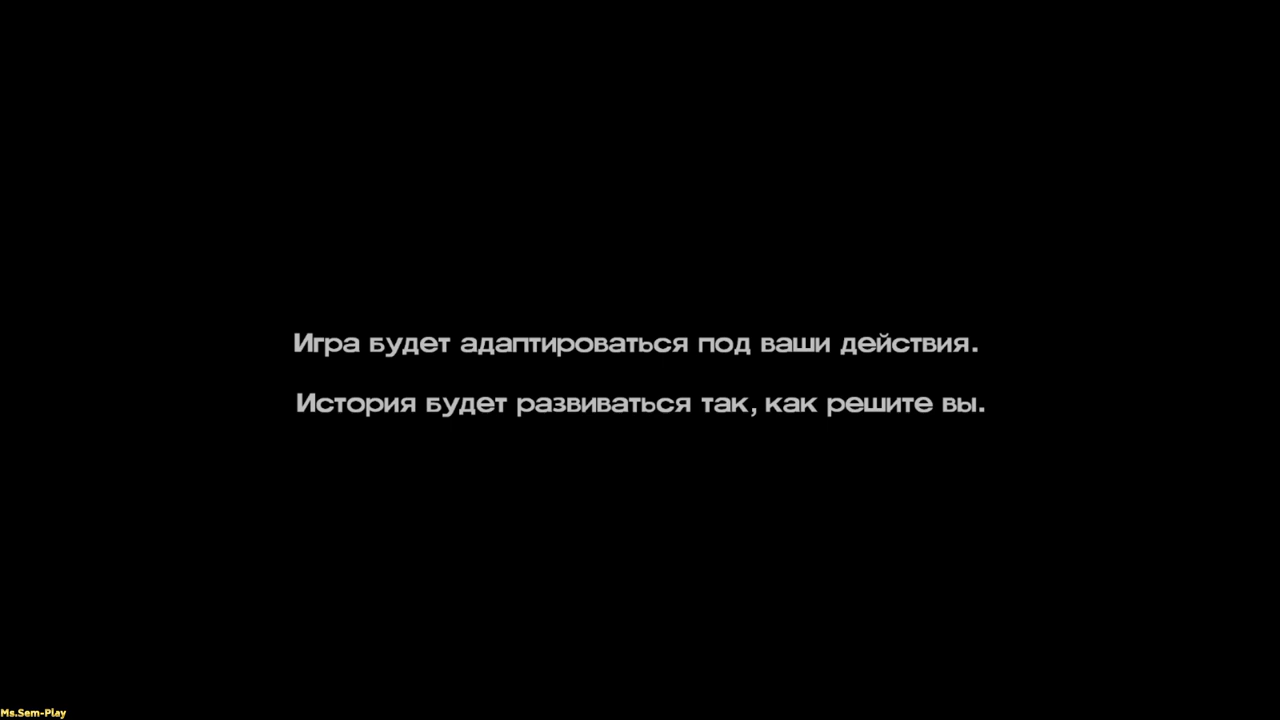 Игра будет адаптироваться под ваши действия.
История будет развиваться так, как решите вы.
Ms.Sem-Play